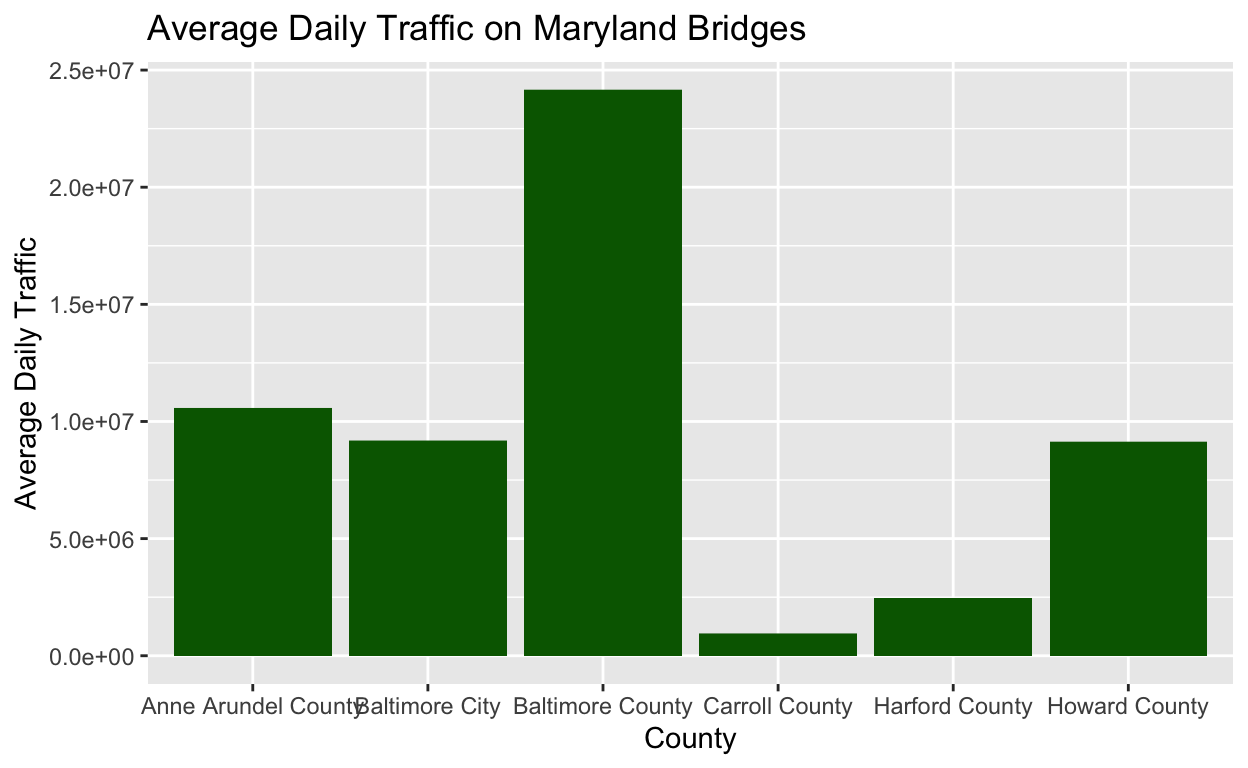 Average Daily Traffic on Maryland Bridges
Average Daily Traffic
2.5e+07
2.0e+07
1.5e+07
1.0e+07
5.0e+06
0.0e+00
Anne Arundel County Baltimore City Baltimore County Carroll County Harford County Howard County
County